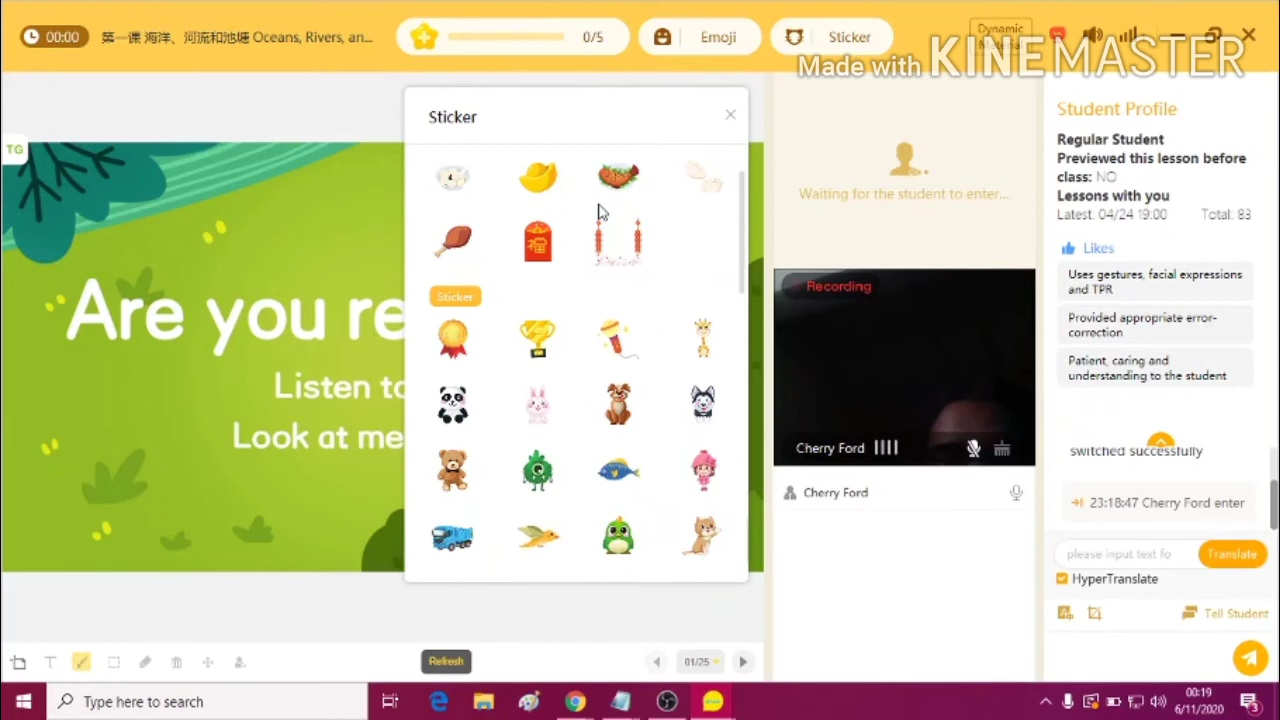 00:00
第一课 海洋、河流和池塘 Oceans, Rivers, an...
0/5
Emoji
Sticker
Dynamic
Made with KINEMASTER
TG
Are you re
Listen to
Look at me
Sticker
福
Sticker
Waiting for the student to enter...
Recording
Cherry Ford
Cherry Ford
Student Profile
Regular Student
Previewed this lesson before
class: NO
Lessons with you
Latest: 04/24 19:00 Total: 83
Likes
Uses gestures, facial expressions
and TPR
Provided appropriate error-
correction
Patient, caring and
understanding to the student
switched successfully
23:18:47 Cherry Ford enter
please input text fo
Translate
HyperTranslate
Tell Student
T
Refresh
01/25
Type here to search
00:19
6/11/2020
3